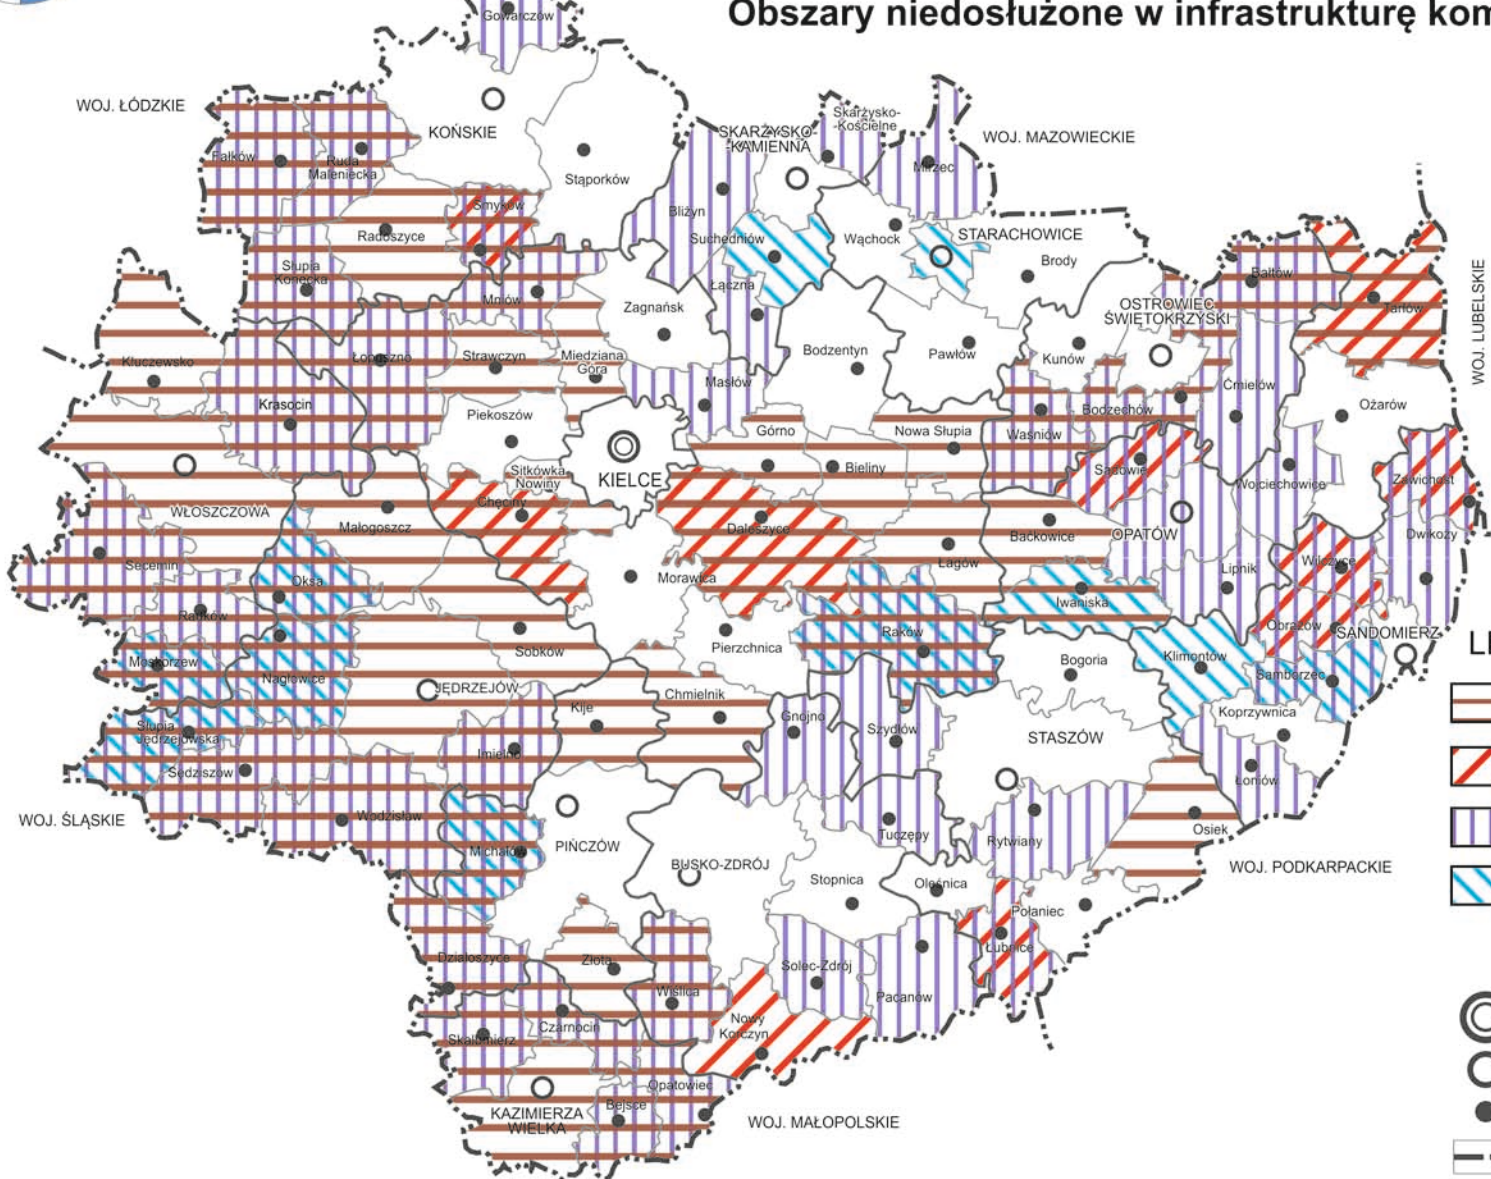 Obszary niedosłużone w infrastrukturę kom
Gowarczów
WOJ. ŁÓDZKIE
KOŃSKIE
SKARŻYSKO-
-KAMIENNA
Skarżysko-
-Kościelne
WOJ. MAZOWIECKIE
Fałków
Ruda
Maleniecka
Stąporków
Mirzec
Smyków
Bliżyn
Radoszyce
Suchedniów
Wąchock
STARACHOWICE
Brody
Słupia
Konecka
Mniów
Łączna
Bałtów
Tarłów
WOJ. LUBELSKIE
Zagnańsk
OSTROWIEC
ŚWIĘTOKRZYSKI
Kłuczewsko
Łopuszno
Strawczyn
Miedziana
Góra
Bodzentyn
Pawłów
Kunów
Masłów
Ćmielów
Krasocin
Piekoszów
Bodzechów
Ożarów
Górno
Nowa Słupia
Waśniów
Sitkówka
Nowiny
KIELCE
Bieliny
Sadowie
Wojciechowice
Zawichost
WŁOSZCZOWA
Małogoszcz
Chęciny
Daleszyce
Baćkowice
OPATÓW
Dwikozy
Secemin
Oksa
Morawica
Łagów
Lipnik
Wilczyce
Iwaniska
Radków
Raków
Obrazów
SANDOMIERZ
Sobków
Pierzchnica
Moskorzew
Bogoria
Klimontów
Nagłowice
JĘDRZEJÓW
Chmielnik
Samborzec
Kije
Gnojno
Szydłów
Koprzywnica
Słupia
Jędrzejowska
STASZÓW
Imielno
Sędziszów
Łoniów
WOJ. ŚLĄSKIE
Wodzisław
Osiek
Tuczępy
Rytwiany
PIŃCZÓW
Michałów
BUSKO-ZDRÓJ
WOJ. PODKARPACKIE
Stopnica
Oleśnica
Połaniec
Łubnice
Działoszyce
Złota
Solec-Zdrój
Pacanów
Wiślica
Nowy
Korczyn
Czarnocin
Skalbmierz
Opatowiec
Bejsce
KAZIMIERZA
WIELKA
WOJ. MAŁOPOLSKIE